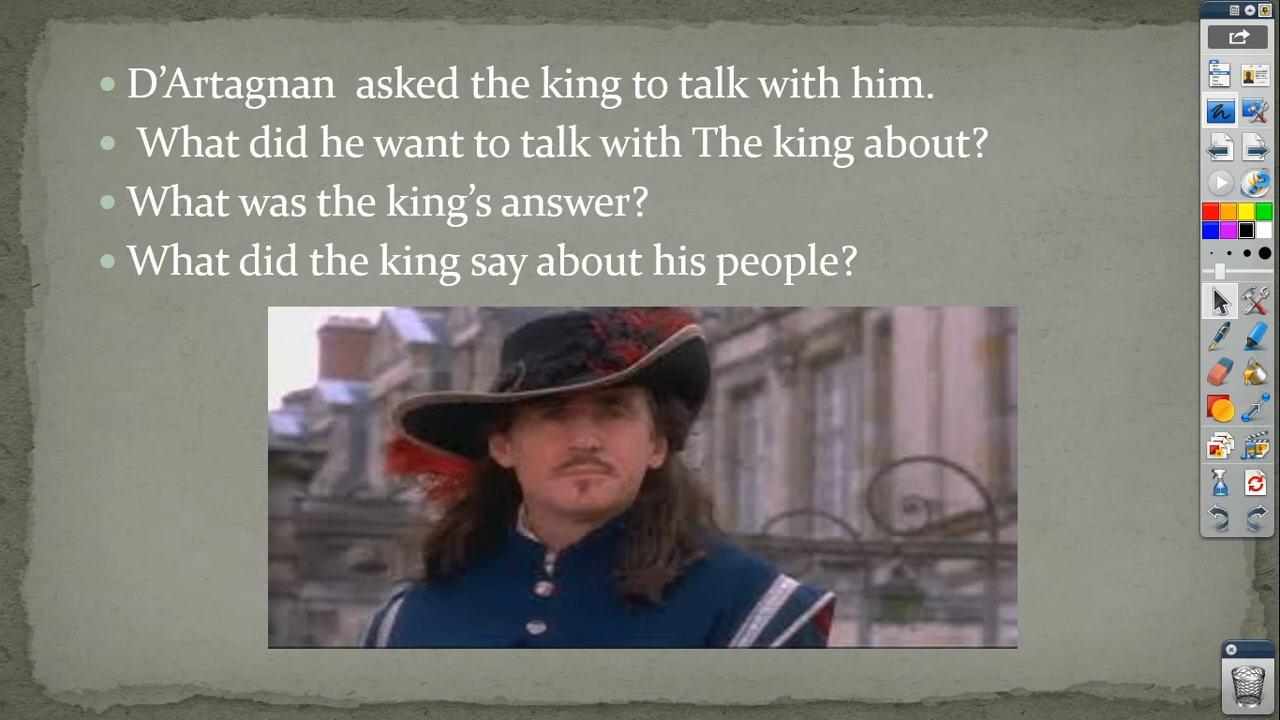 D’Artagnan  asked the king to talk with him.
What did he want to talk with The king about?
What was the king’s answer?
What did the king say about his people?